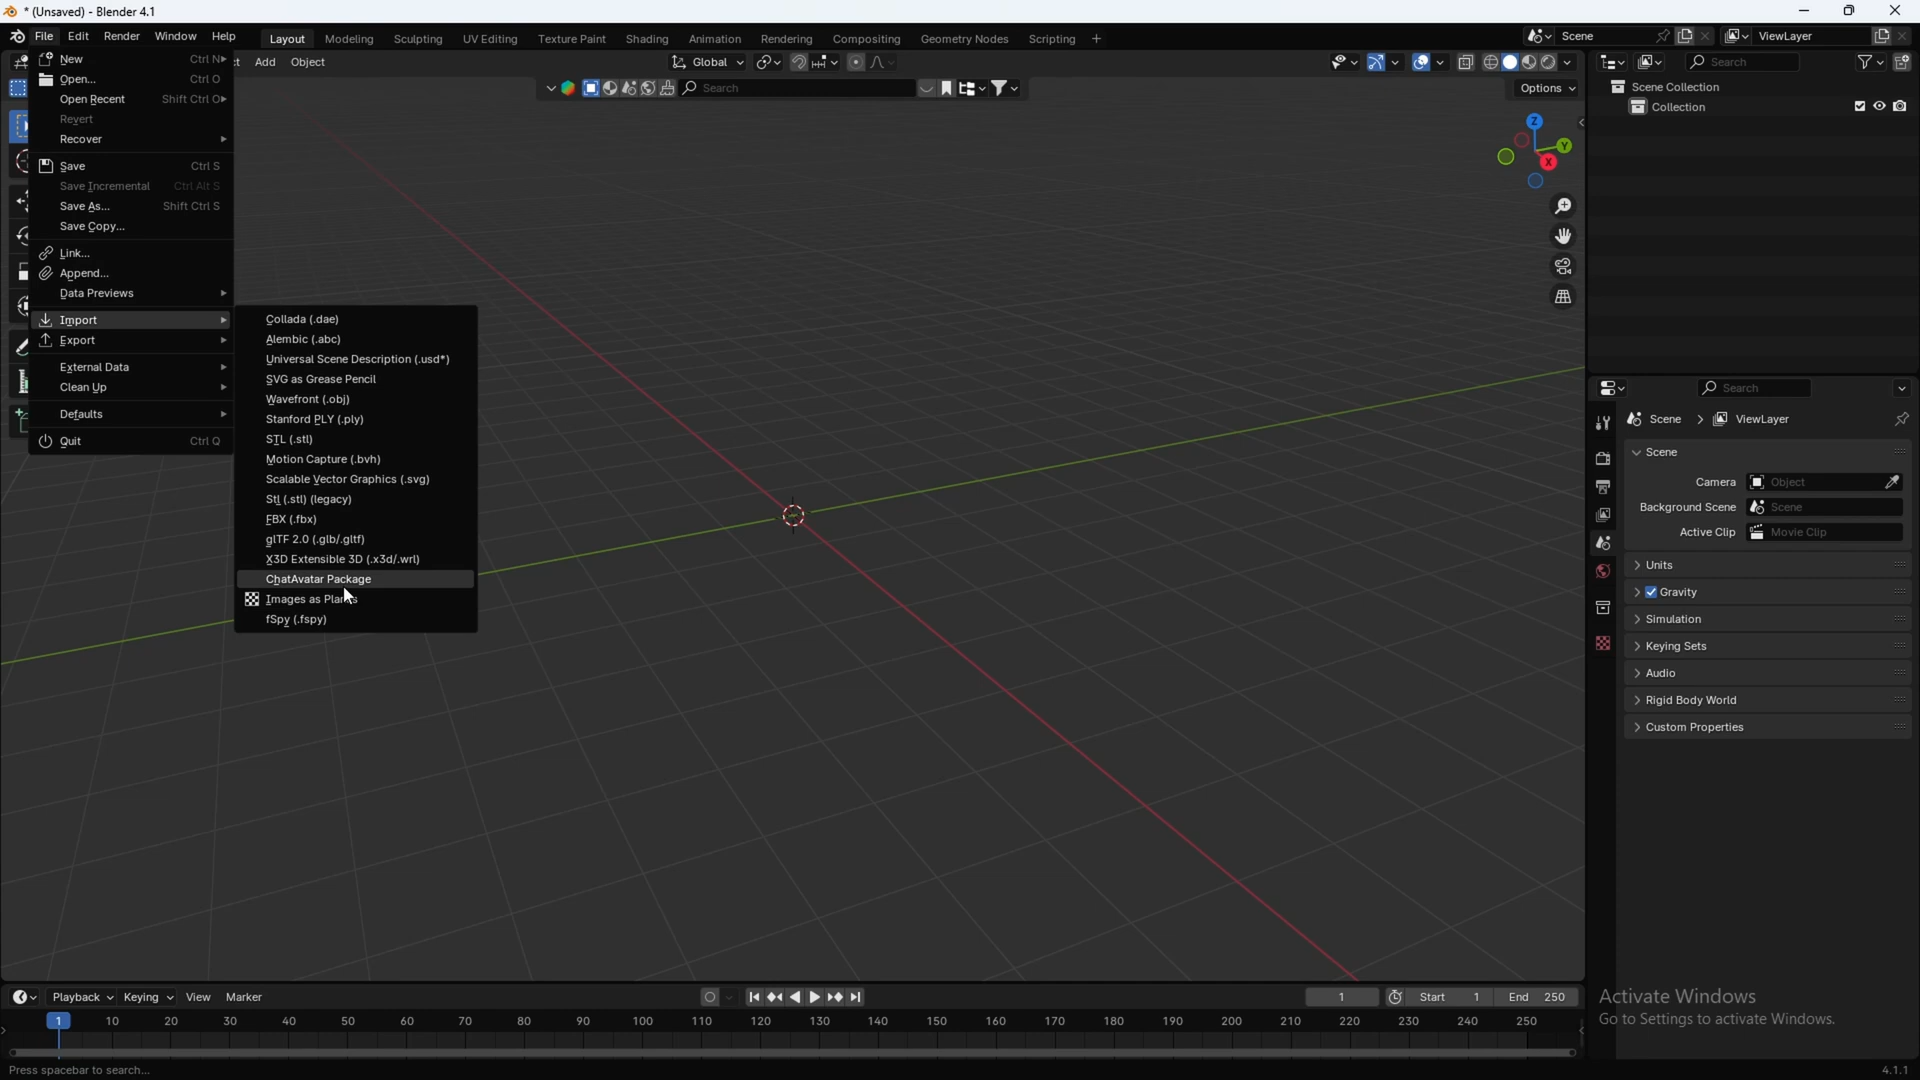 * (Unsaved) - Blender 4.1
File Edit Render Window Help Layout Modeling Sculpting UV Editing Texture Paint Shading Animation Rendering Compositing Geometry Nodes Scripting + Scene ViewLayer
New Ctrl N
Open... Ctrl O
Open Recent Shift Ctrl O
Revert
Recover
Save Ctrl S
Save Incremental Ctrl Alt S
Save As... Shift Ctrl S
Save Copy...
Link...
Append...
Data Previews
Import
Export
External Data
Clean Up
Defaults
Quit Ctrl Q
Collada (.dae)
Alembic (.abc)
Universal Scene Description (.usd*)
SVG as Grease Pencil
Wavefront (.obj)
Stanford PLY (.ply)
STL (.stl)
Motion Capture (.bvh)
Scalable Vector Graphics (.svg)
Stl (.stl) (legacy)
FBX (.fbx)
glTF 2.0 (.glb/.gltf)
X3D Extensible 3D (.x3d/.wrl)
ChatAvatar Package
Images as Planes
fSpy (.fspy)
Add Object Global
Search Options
Z
Y
X
Search
Scene Collection
Collection
Search
Scene ViewLayer
Scene
Camera Object
Background Scene Scene
Active Clip Movie Clip
Units
Gravity
Simulation
Keying Sets
Audio
Rigid Body World
Custom Properties
Playback Keying View Marker 1 Start 1 End 250
1 10 20 30 40 50 60 70 80 90 100 110 120 130 140 150 160 170 180 190 200 210 220 230 240 250
Activate Windows
Go to Settings to activate Windows.
Press spacebar to search... 4.1.1